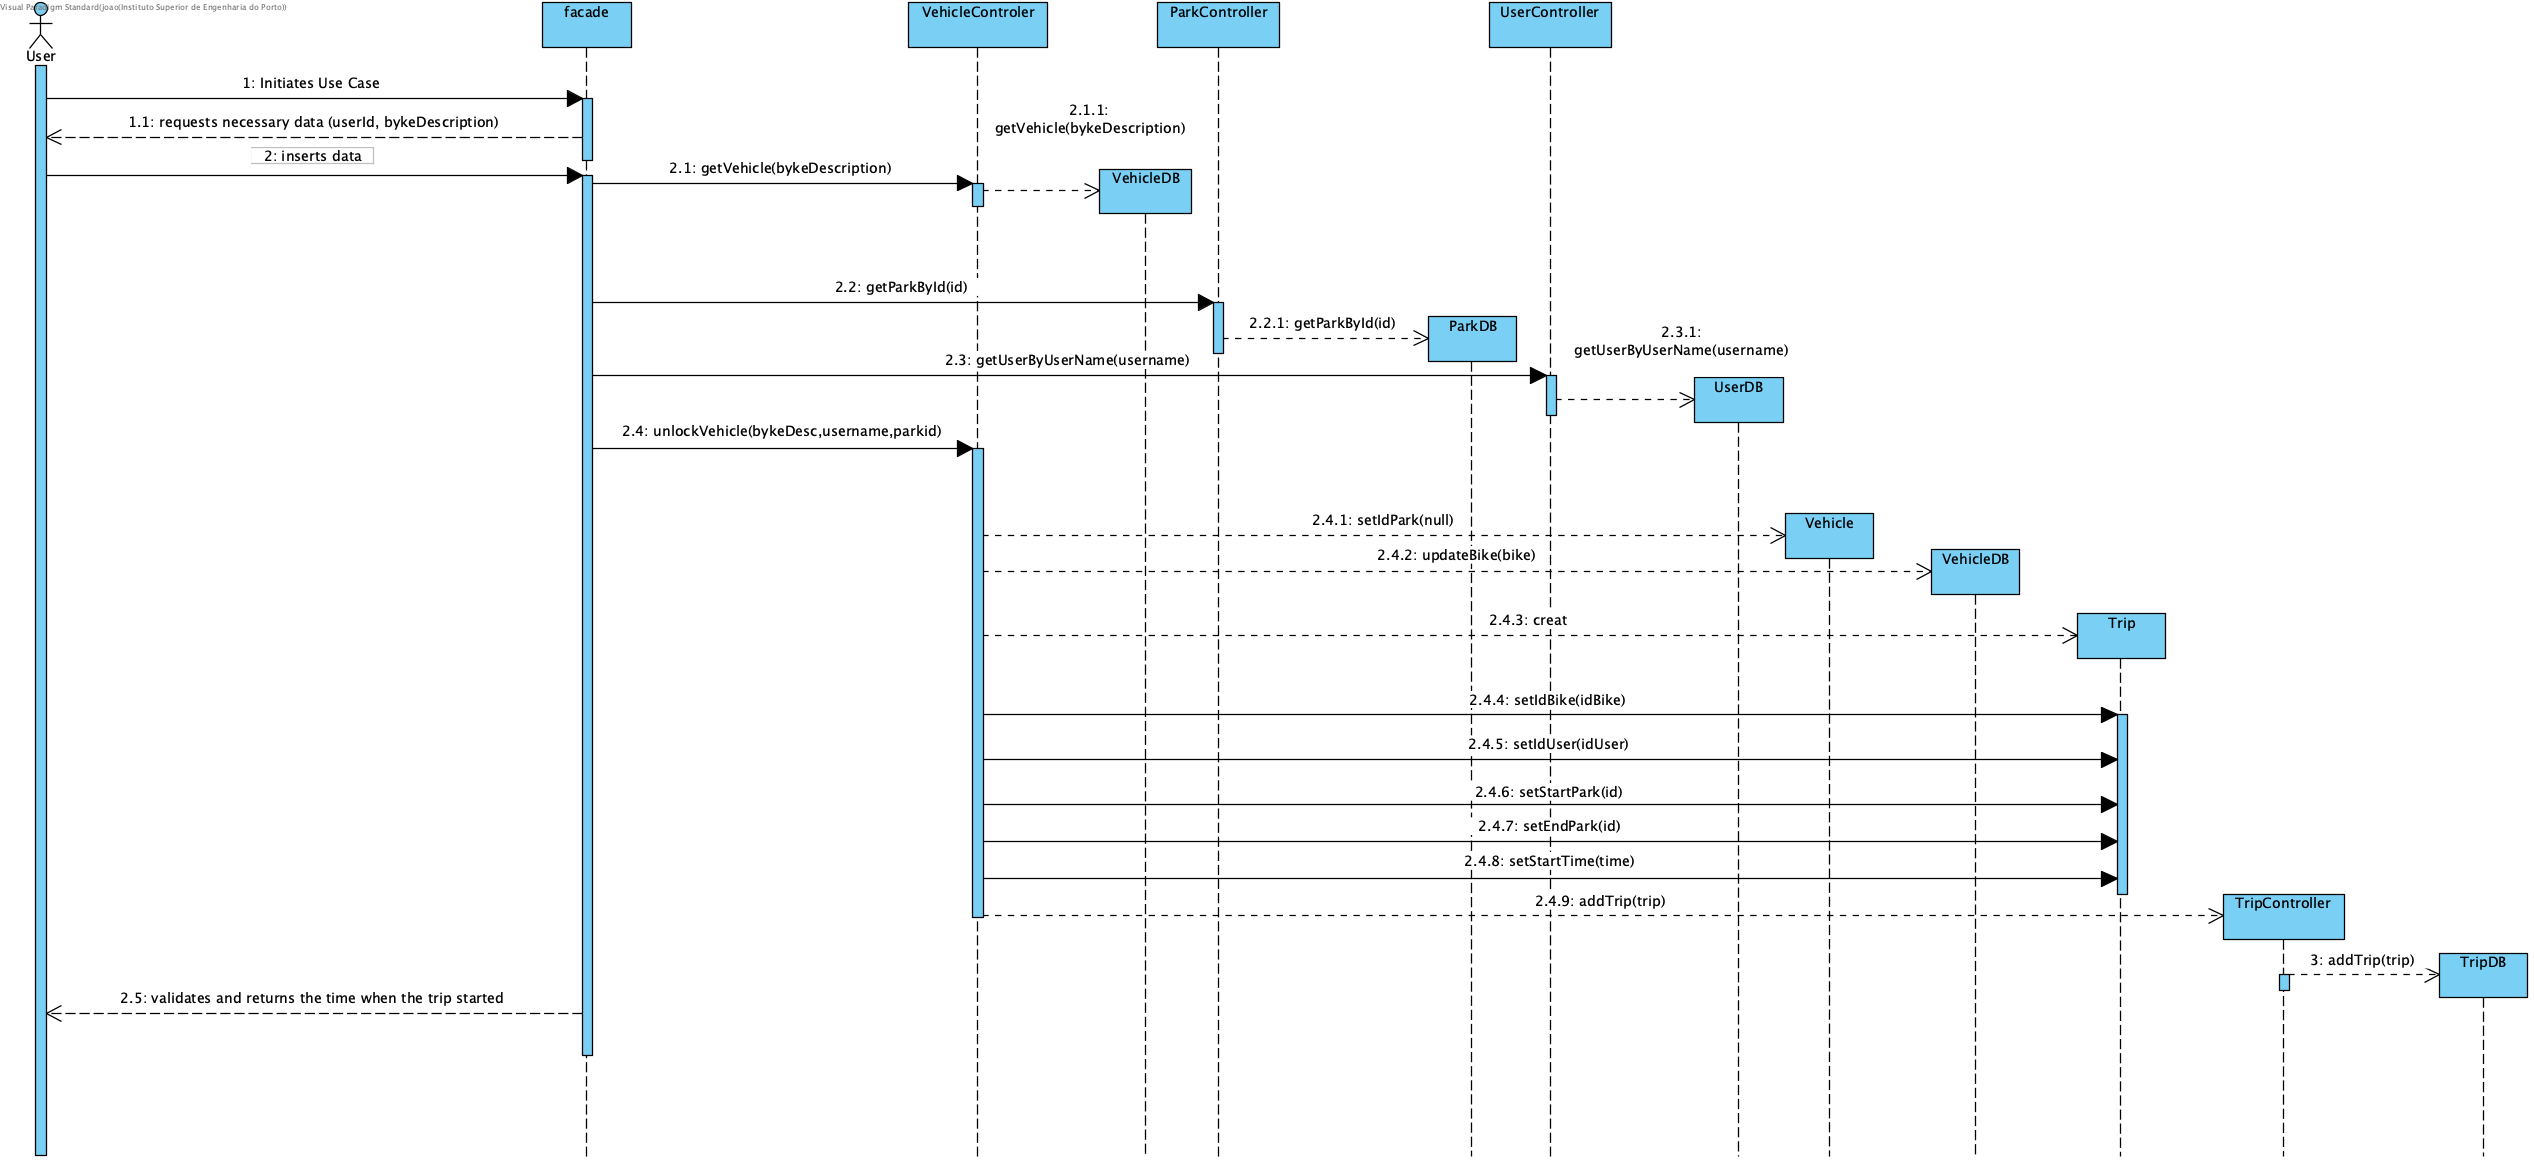 Visual Paradigm Standard(joao(Instituto Superior de Engenharia do Porto))
User
facade
VehicleControler
ParkController
UserController
1: Initiates Use Case
1.1: requests necessary data (userId, bykeDescription)
2: inserts data
2.1: getVehicle(bykeDescription)
2.1.1:
getVehicle(bykeDescription)
VehicleDB
2.2: getParkById(id)
2.2.1: getParkById(id)
ParkDB
2.3: getUserByUserName(username)
2.3.1:
getUserByUserName(username)
UserDB
2.4: unlockVehicle(bykeDesc,username,parkid)
2.4.1: setIdPark(null)
Vehicle
2.4.2: updateBike(bike)
VehicleDB
2.4.3: creat
Trip
2.4.4: setIdBike(idBike)
2.4.5: setIdUser(idUser)
2.4.6: setStartPark(id)
2.4.7: setEndPark(id)
2.4.8: setStartTime(time)
2.4.9: addTrip(trip)
TripController
3: addTrip(trip)
TripDB
2.5: validates and returns the time when the trip started